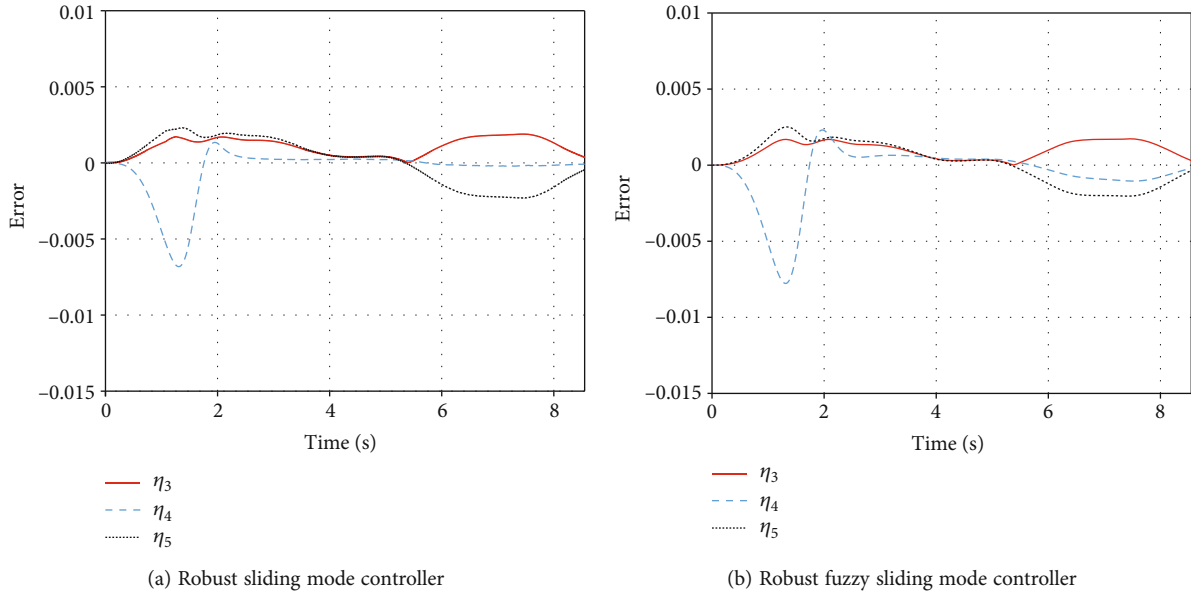 0.01
0.005
0
−0.005
−0.01
−0.015
Error
0 2 4 6 8
Time (s)
η3
η4
η5
(a) Robust sliding mode controller
0.01
0.005
0
−0.005
−0.01
−0.015
Error
0 2 4 6 8
Time (s)
η3
η4
η5
(b) Robust fuzzy sliding mode controller